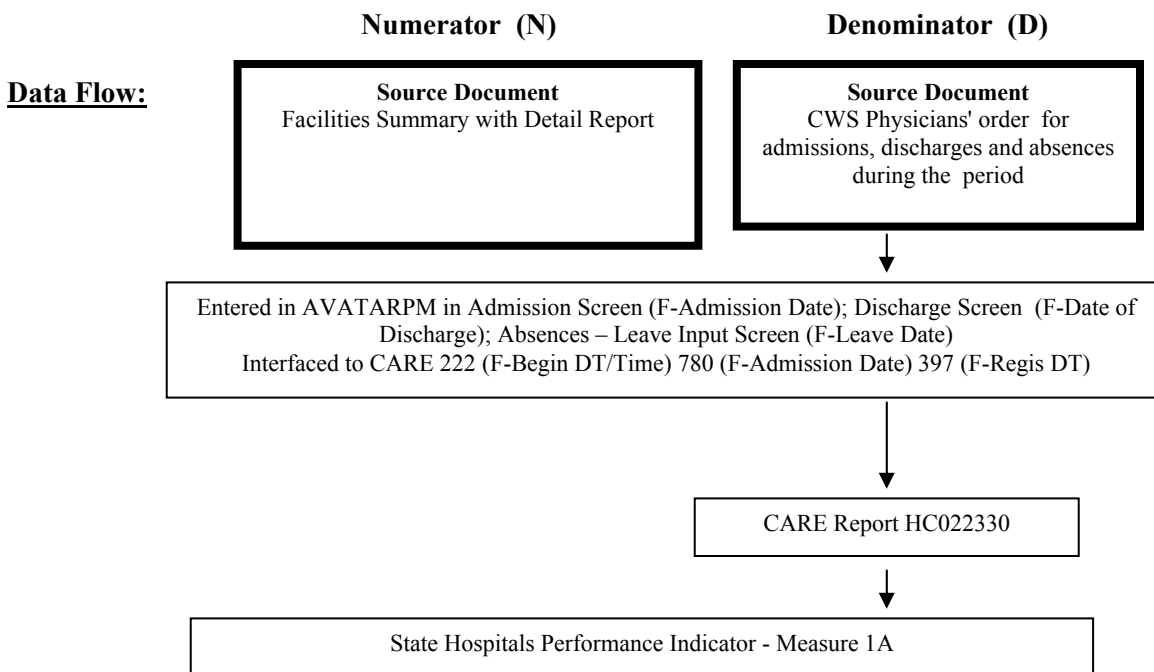 Numerator (N)
Denominator (D)
Data Flow:
Source Document
Facilities Summary with Detail Report
Source Document
CWS Physicians' order for
admissions, discharges and absences
during the period
Entered in AVATARPM in Admission Screen (F-Admission Date); Discharge Screen (F-Date of
Discharge); Absences – Leave Input Screen (F-Leave Date)
Interfaced to CARE 222 (F-Begin DT/Time) 780 (F-Admission Date) 397 (F-Regis DT)
CARE Report HC022330
State Hospitals Performance Indicator - Measure 1A